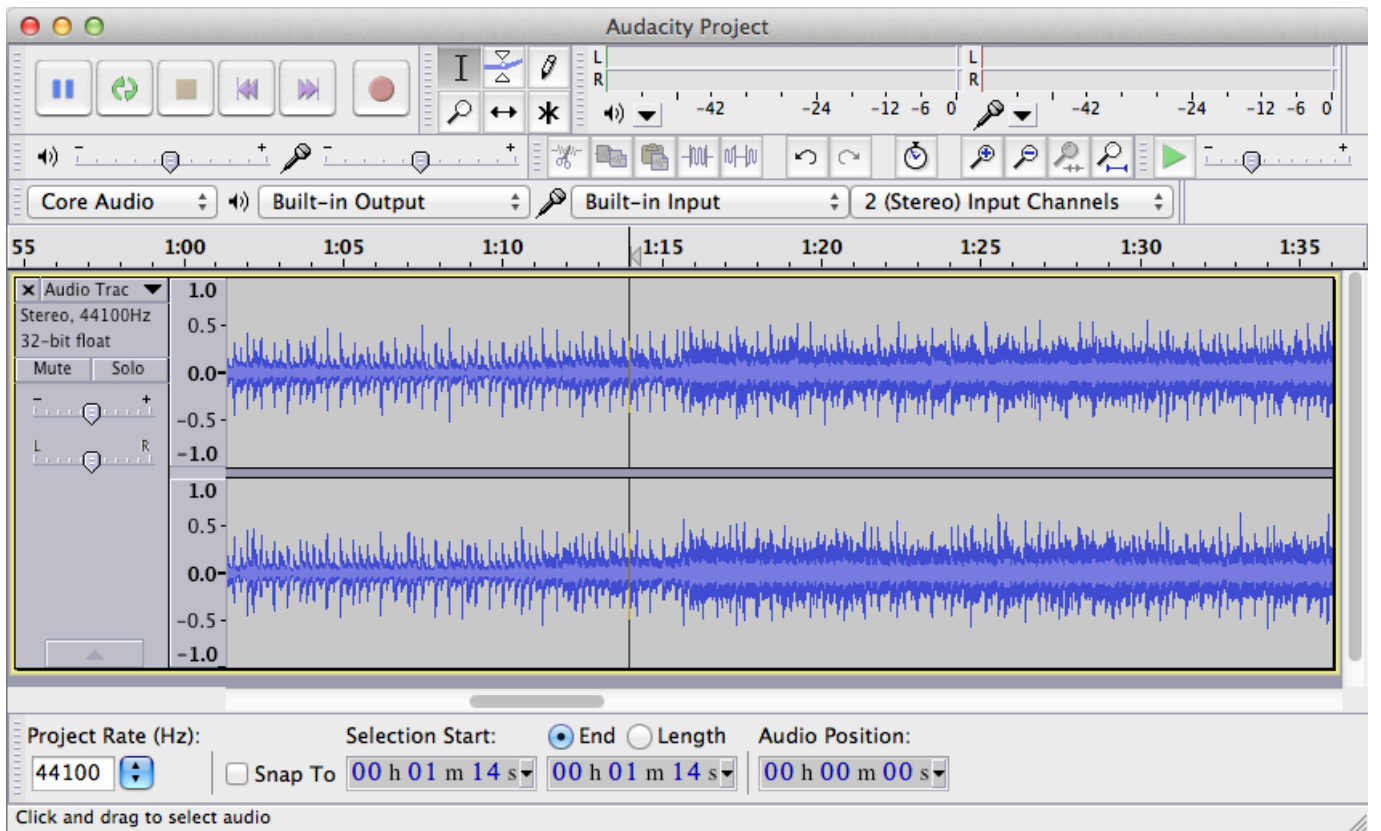 Audacity Project
L
R
-42 -24 -12 -6 0
L
R
-42 -24 -12 -6 0
- +
- +
- +
Core Audio Built-in Output Built-in Input 2 (Stereo) Input Channels
55 1:00 1:05 1:10 1:15 1:20 1:25 1:30 1:35
Audio Trac
Stereo, 44100Hz
32-bit float
Mute Solo
- +
L R
1.0
0.5-
0.0-
-0.5-
-1.0
1.0
0.5-
0.0-
-0.5-
-1.0
Project Rate (Hz): Selection Start: End Length Audio Position:
44100 Snap To 00 h 01 m 14 s 00 h 01 m 14 s 00 h 00 m 00 s
Click and drag to select audio